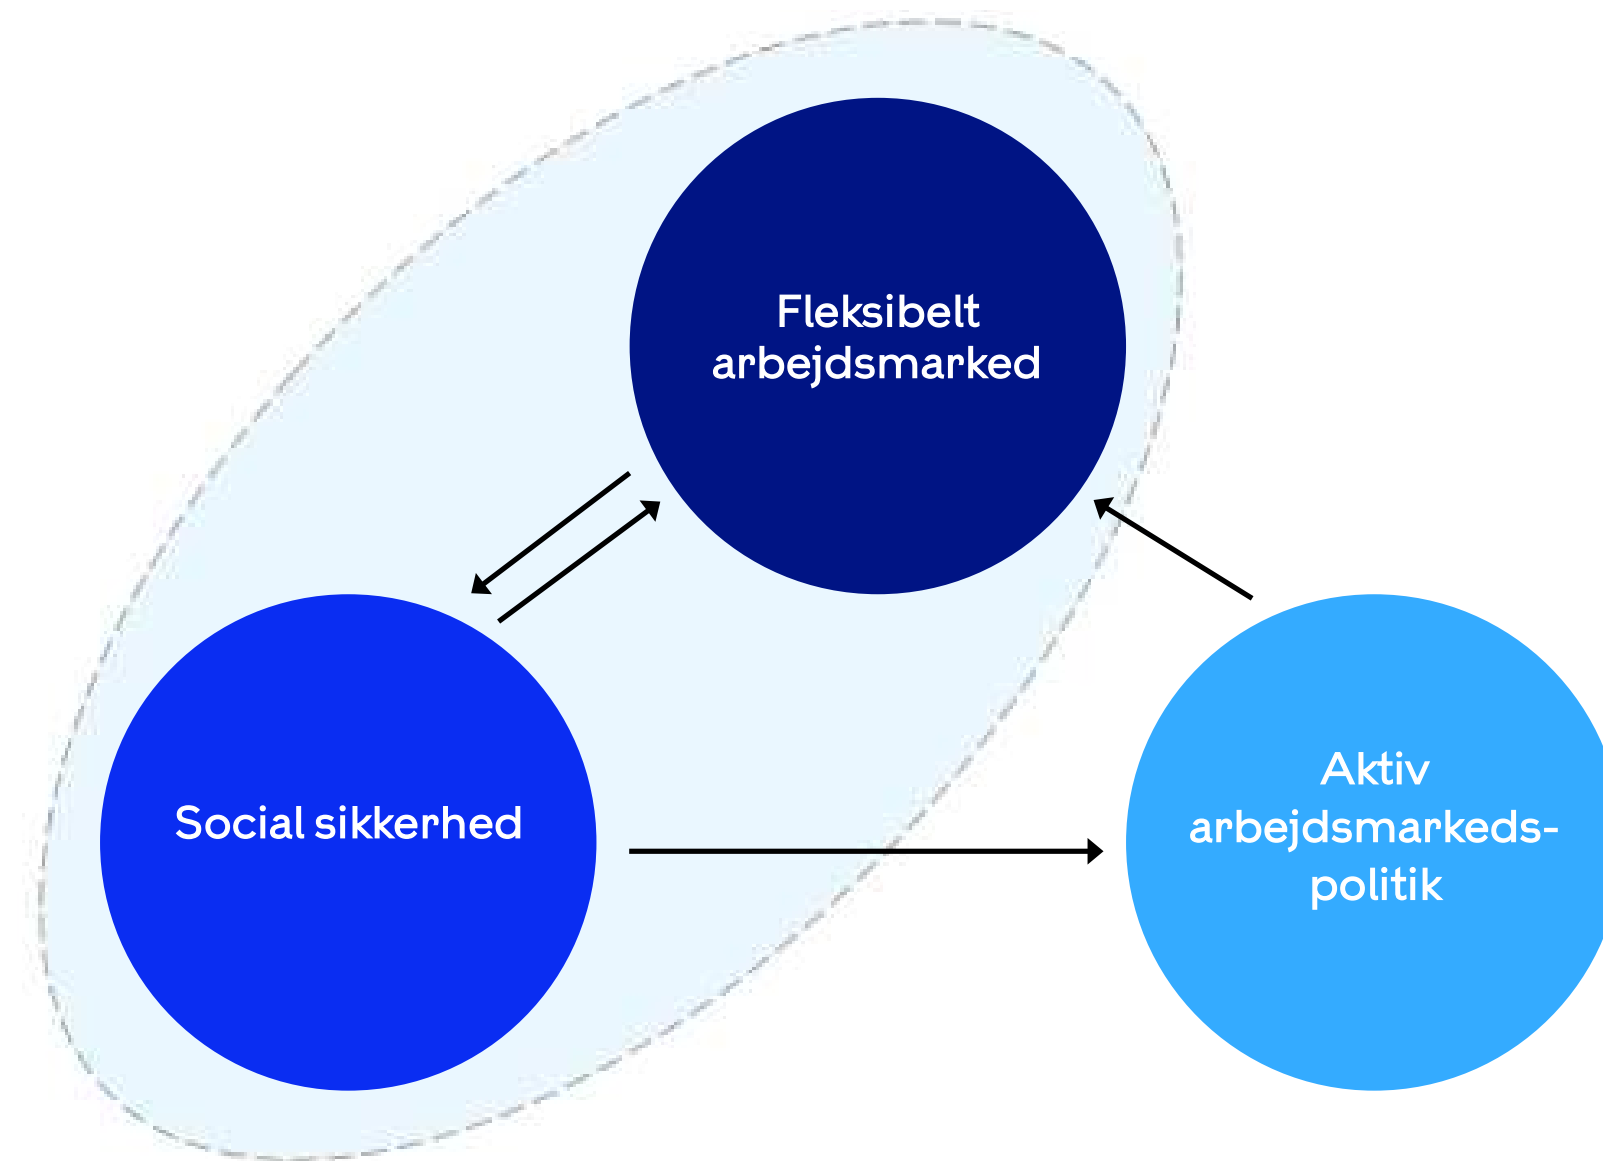 Fleksibelt
arbejdsmarked
Social sikkerhed
Aktiv
arbejdsmarkeds-
politik